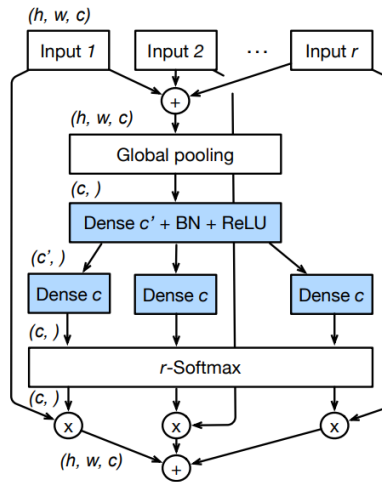 (h, w, c)
Input 1
Input 2
...
Input r
+
(h, w, c)
Global pooling
(c, )
Dense c' + BN + ReLU
(c', )
Dense c
Dense c
Dense c
(c, )
r-Softmax
(c, )
x
x
x
(h, w, c)
+